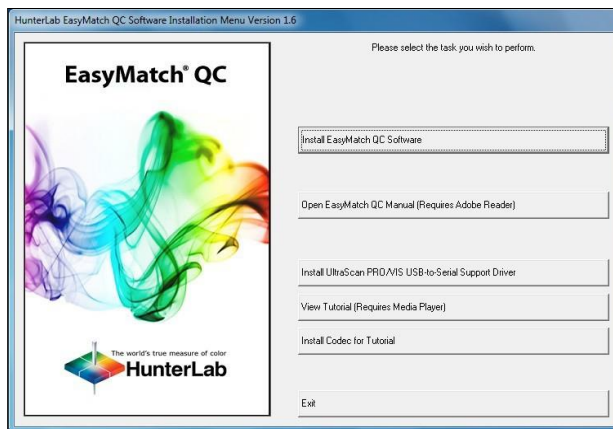 HunterLab EasyMatch QC Software Installation Menu Version 1.6
EasyMatch® QC
The world's true measure of color
HunterLab
Please select the task you wish to perform.
Install EasyMatch QC Software
Open EasyMatch QC Manual (Requires Adobe Reader)
Install UltraScan PRO/VIS USB-to-Serial Support Driver
View Tutorial (Requires Media Player)
Install Codec for Tutorial
Exit